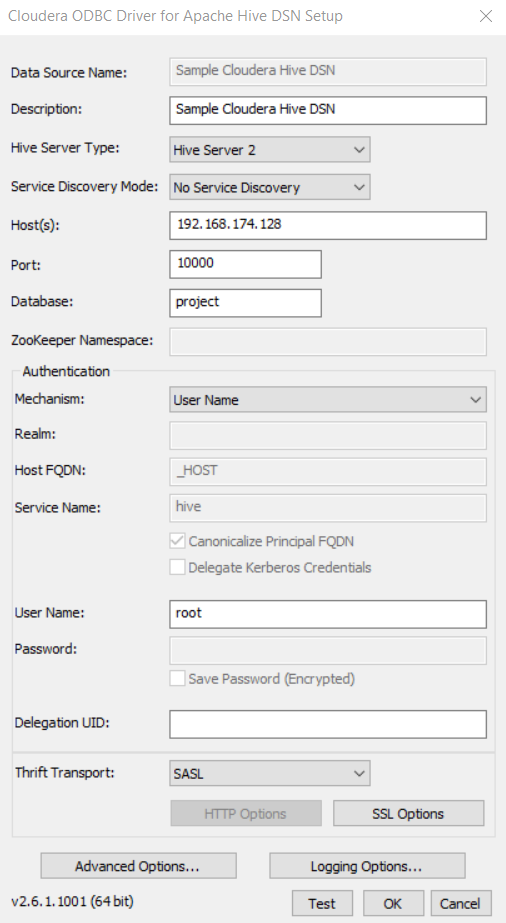 Cloudera ODBC Driver for Apache Hive DSN Setup
Data Source Name: Sample Cloudera Hive DSN
Description: Sample Cloudera Hive DSN
Hive Server Type: Hive Server 2
Service Discovery Mode: No Service Discovery
Host(s): 192.168.174.128
Port: 10000
Database: project
ZooKeeper Namespace:
Authentication
Mechanism: User Name
Realm:
Host FQDN: _HOST
Service Name: hive
Canonicalize Principal FQDN
Delegate Kerberos Credentials
User Name: root
Password:
Save Password (Encrypted)
Delegation UID:
Thrift Transport: SASL
HTTP Options SSL Options
Advanced Options... Logging Options...
v2.6.1.1001 (64 bit) Test OK Cancel